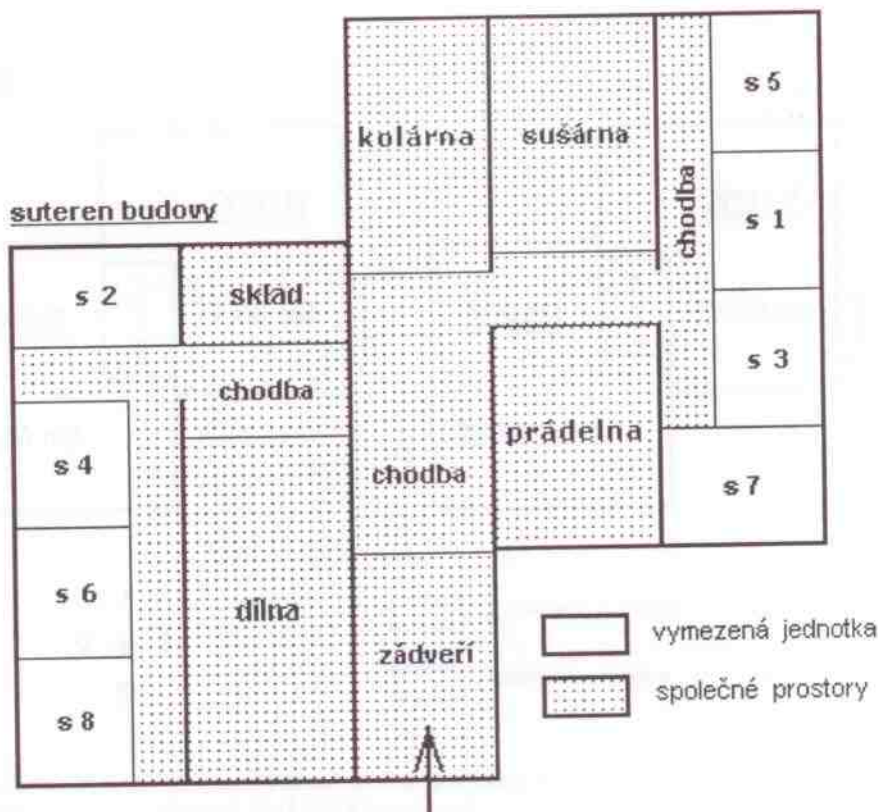 s 5
kolárna
sušárna
chodba
s 1
suteren budovy
s 2
sklad
s 3
chodba
prádelna
s 4
chodba
s 7
s 6
dílna
zádveří
vymezená jednotka
společné prostory
s 8